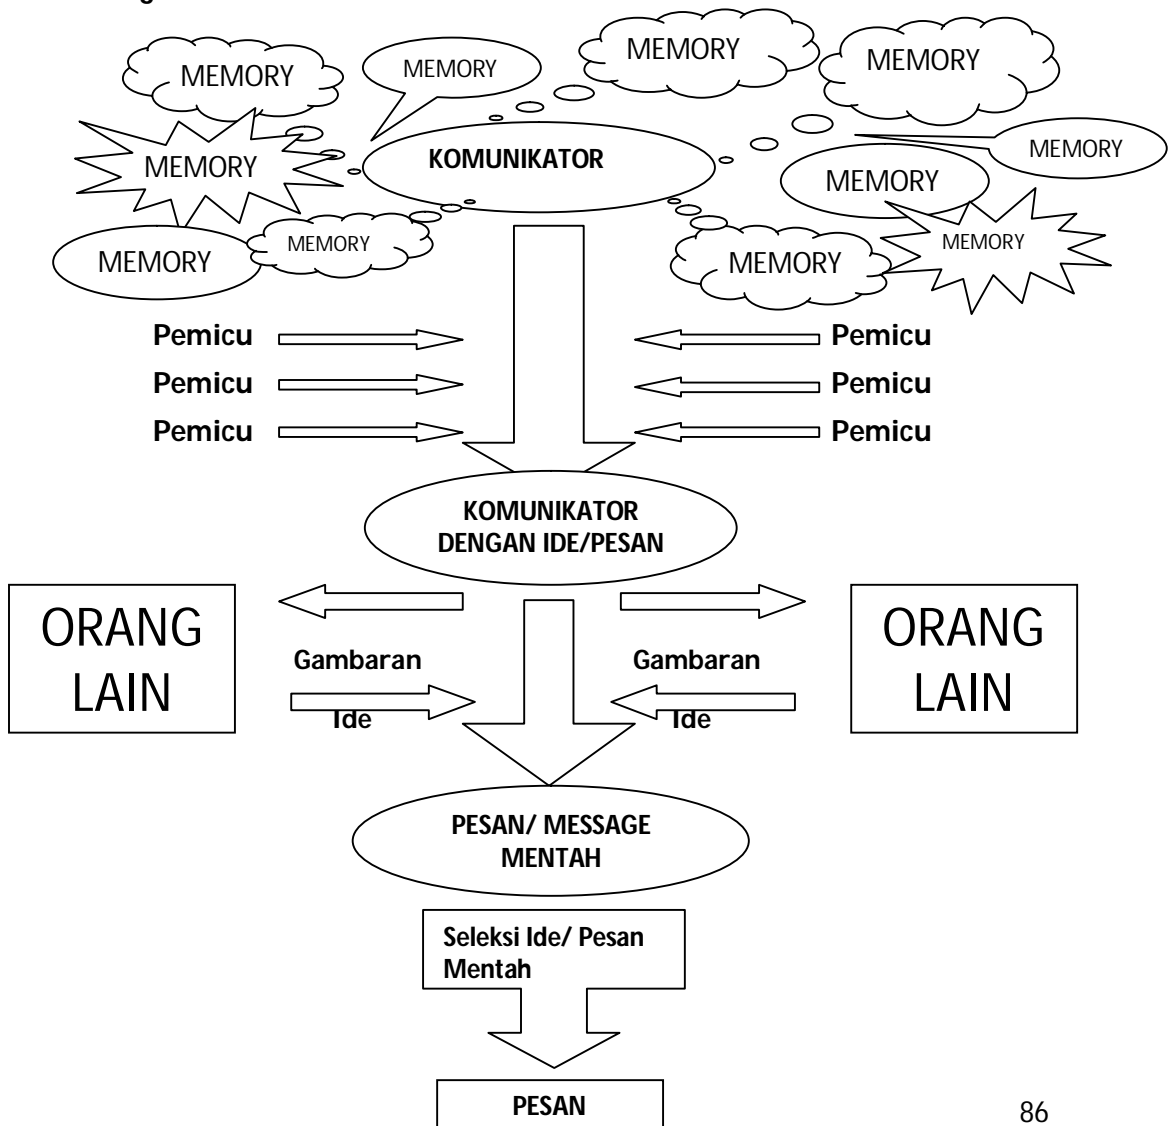 MEMORY
MEMORY
MEMORY
MEMORY
MEMORY
KOMUNIKATOR
MEMORY
MEMORY
MEMORY
MEMORY
MEMORY
MEMORY
MEMORY
Pemicu
Pemicu
Pemicu
Pemicu
Pemicu
Pemicu
KOMUNIKATOR
DENGAN IDE/PESAN
ORANG
LAIN
ORANG
LAIN
Gambaran
Ide
Gambaran
Ide
PESAN/ MESSAGE
MENTAH
Seleksi Ide/ Pesan
Mentah
PESAN
86